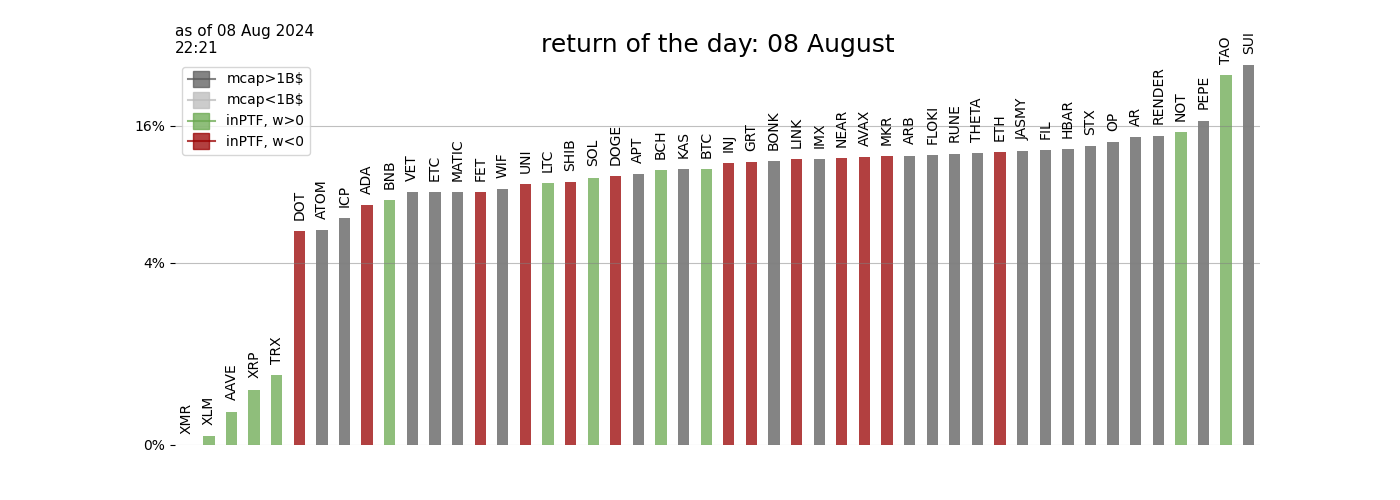 as of 08 Aug 2024
22:21
return of the day: 08 August
mcap>1B$
mcap<1B$
inPTF, w>0
inPTF, w<0
16%
4%
0%
XMR
XLM
AAVE
XRP
TRX
DOT
ATOM
ICP
ADA
BNB
VET
ETC
MATIC
FET
WIF
UNI
LTC
SHIB
SOL
DOGE
APT
BCH
KAS
BTC
INJ
GRT
BONK
LINK
IMX
NEAR
AVAX
MKR
ARB
FLOKI
RUNE
THETA
ETH
JASMY
FIL
HBAR
STX
OP
AR
RENDER
NOT
PEPE
TAO
SUI